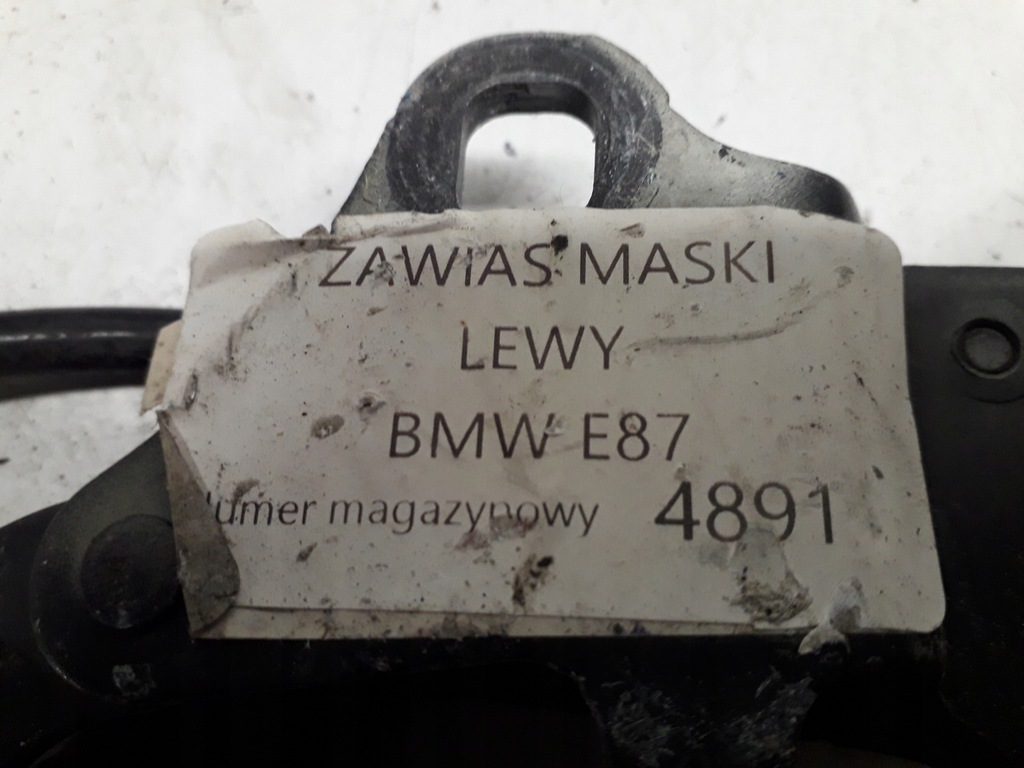 ZAWIAS MASKI
LEWY
BMW E87
umer magazynowy 4891